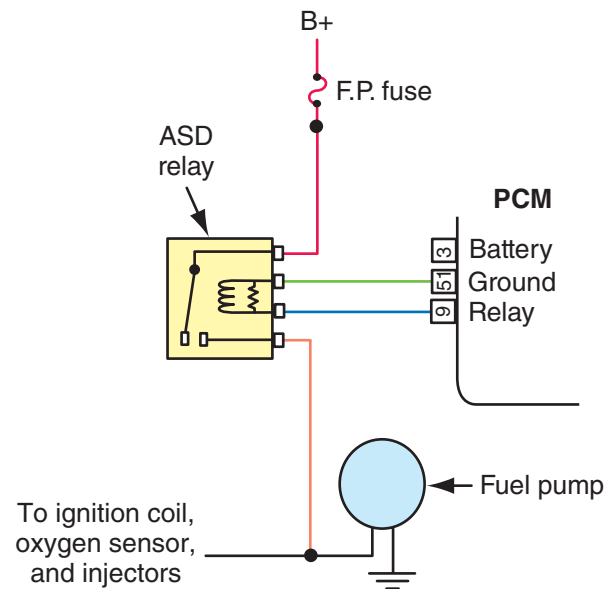 B+
F.P. fuse
ASD
relay
PCM
3 Battery
51 Ground
9 Relay
Fuel pump
To ignition coil,
oxygen sensor,
and injectors